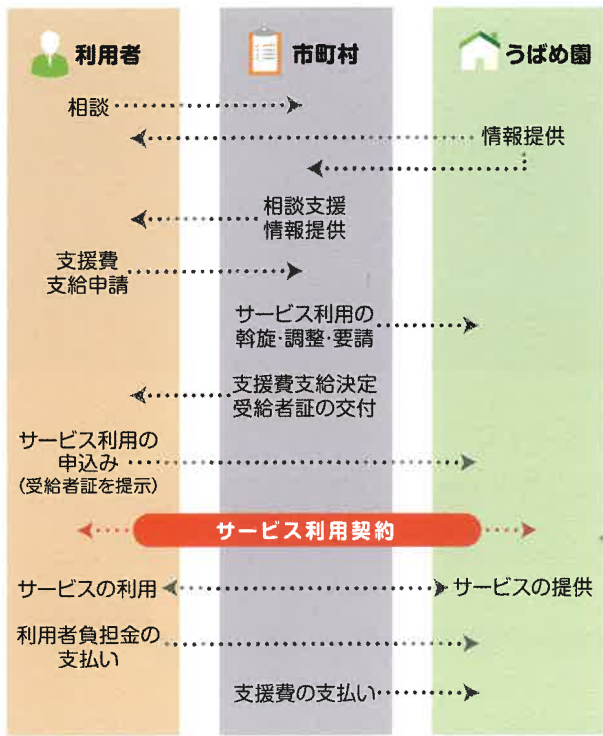 利用者
市町村
うばめ園
相談
情報提供
相談支援
情報提供
支援費
支給申請
サービス利用の
斡旋・調整・要請
支援費支給決定
受給者証の交付
サービス利用の
申込み
(受給者証を提示)
サービス利用契約
サービスの利用
サービスの提供
利用者負担金の
支払い
支援費の支払い